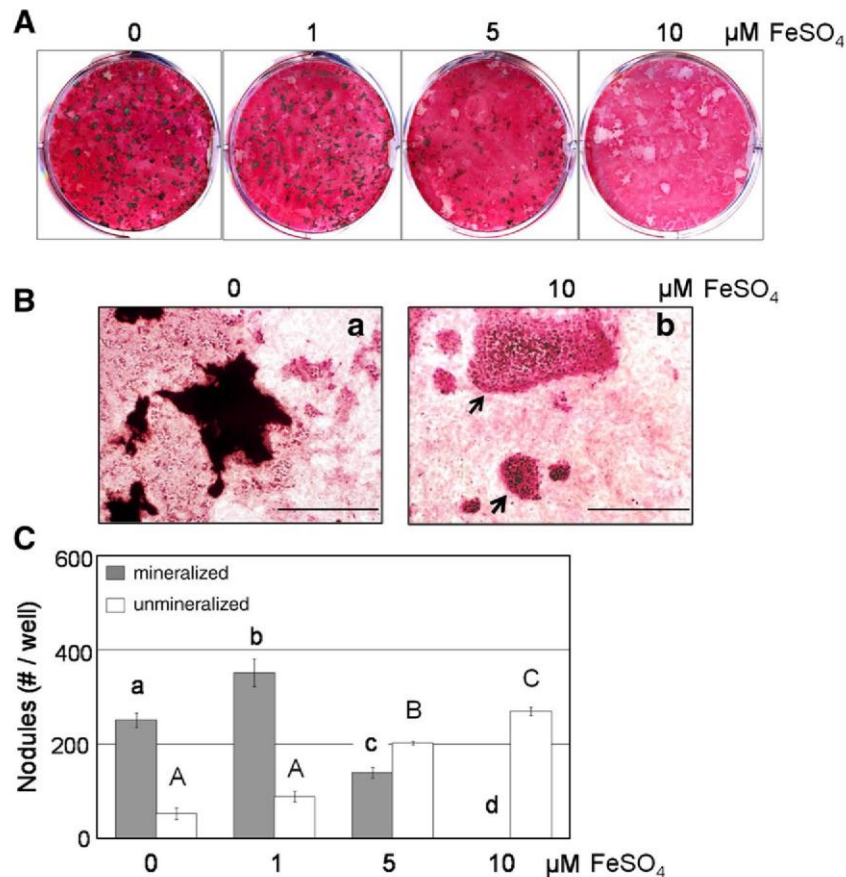 A
0 1 5 10 µM FeSO₄
B
0 10 µM FeSO₄
a b
C
600
400
200
0
Nodules (# / well)
mineralized
unmineralized
a A b A c B d C
0 1 5 10 µM FeSO₄